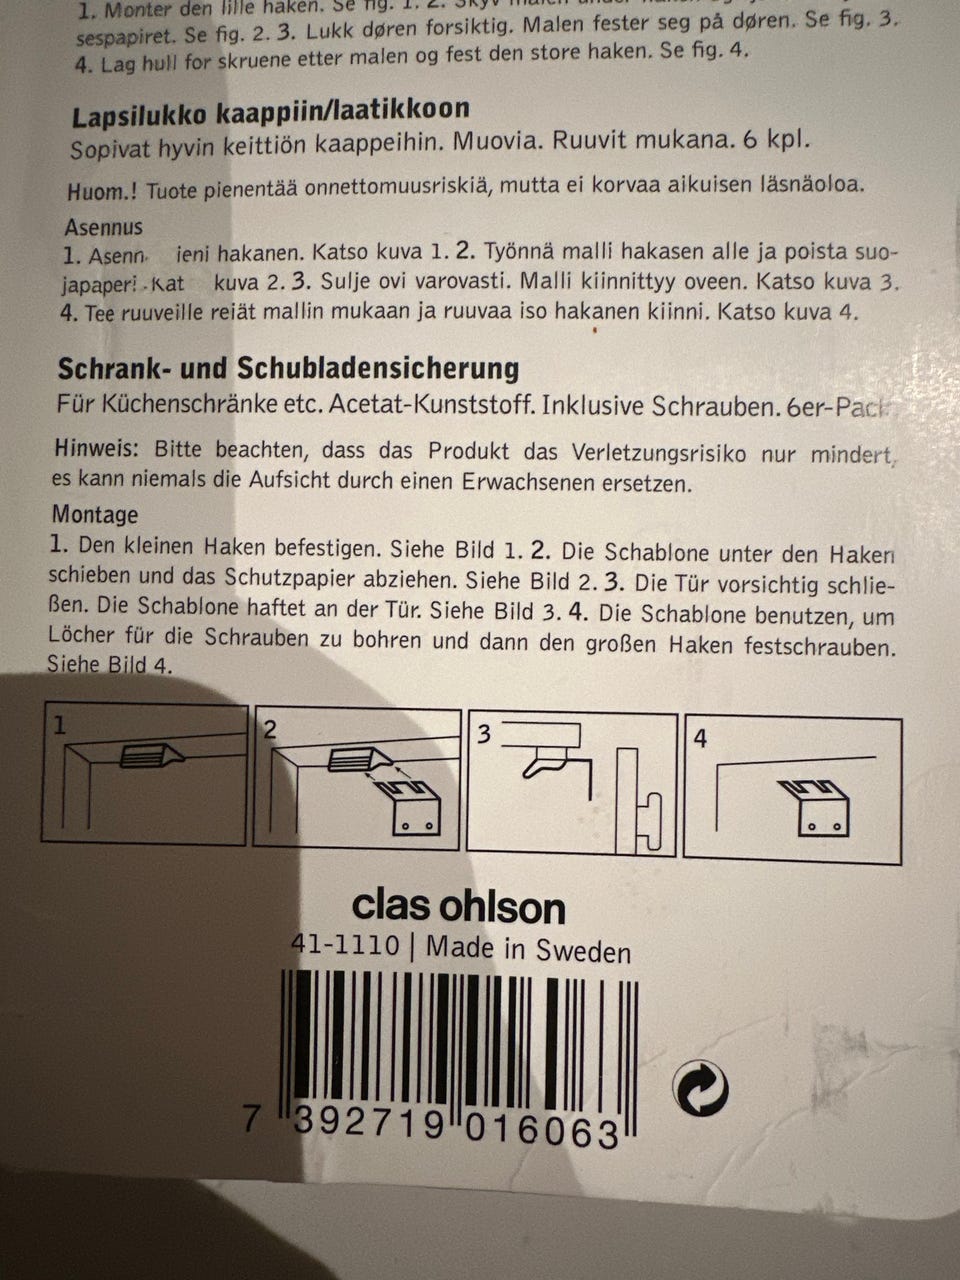 1. Monter den lille haken. Se fig. 1. 2. Skyv malen under haken og
sespapiret. Se fig. 2. 3. Lukk døren forsiktig. Malen fester seg på døren. Se fig. 3.
4. Lag hull for skruene etter malen og fest den store haken. Se fig. 4.
Lapsilukko kaappiin/laatikkoon
Sopivat hyvin keittiön kaappeihin. Muovia. Ruuvit mukana. 6 kpl.
Huom.! Tuote pienentää onnettomuusriskiä, mutta ei korvaa aikuisen läsnäoloa.
Asennus
1. Asenn ieni hakanen. Katso kuva 1. 2. Työnnä malli hakasen alle ja poista suo-
japaperi. Kat kuva 2. 3. Sulje ovi varovasti. Malli kiinnittyy oveen. Katso kuva 3.
4. Tee ruuveille reiät mallin mukaan ja ruuvaa iso hakanen kiinni. Katso kuva 4.
Schrank- und Schubladensicherung
Für Küchenschränke etc. Acetat-Kunststoff. Inklusive Schrauben. 6er-Pack.
Hinweis: Bitte beachten, dass das Produkt das Verletzungsrisiko nur mindert,
es kann niemals die Aufsicht durch einen Erwachsenen ersetzen.
Montage
1. Den kleinen Haken befestigen. Siehe Bild 1. 2. Die Schablone unter den Haken
schieben und das Schutzpapier abziehen. Siehe Bild 2. 3. Die Tür vorsichtig schlie-
ßen. Die Schablone haftet an der Tür. Siehe Bild 3. 4. Die Schablone benutzen, um
Löcher für die Schrauben zu bohren und dann den großen Haken festschrauben.
Siehe Bild 4.
1 2 3 4
clas ohlson
41-1110 | Made in Sweden
7 392719 016063